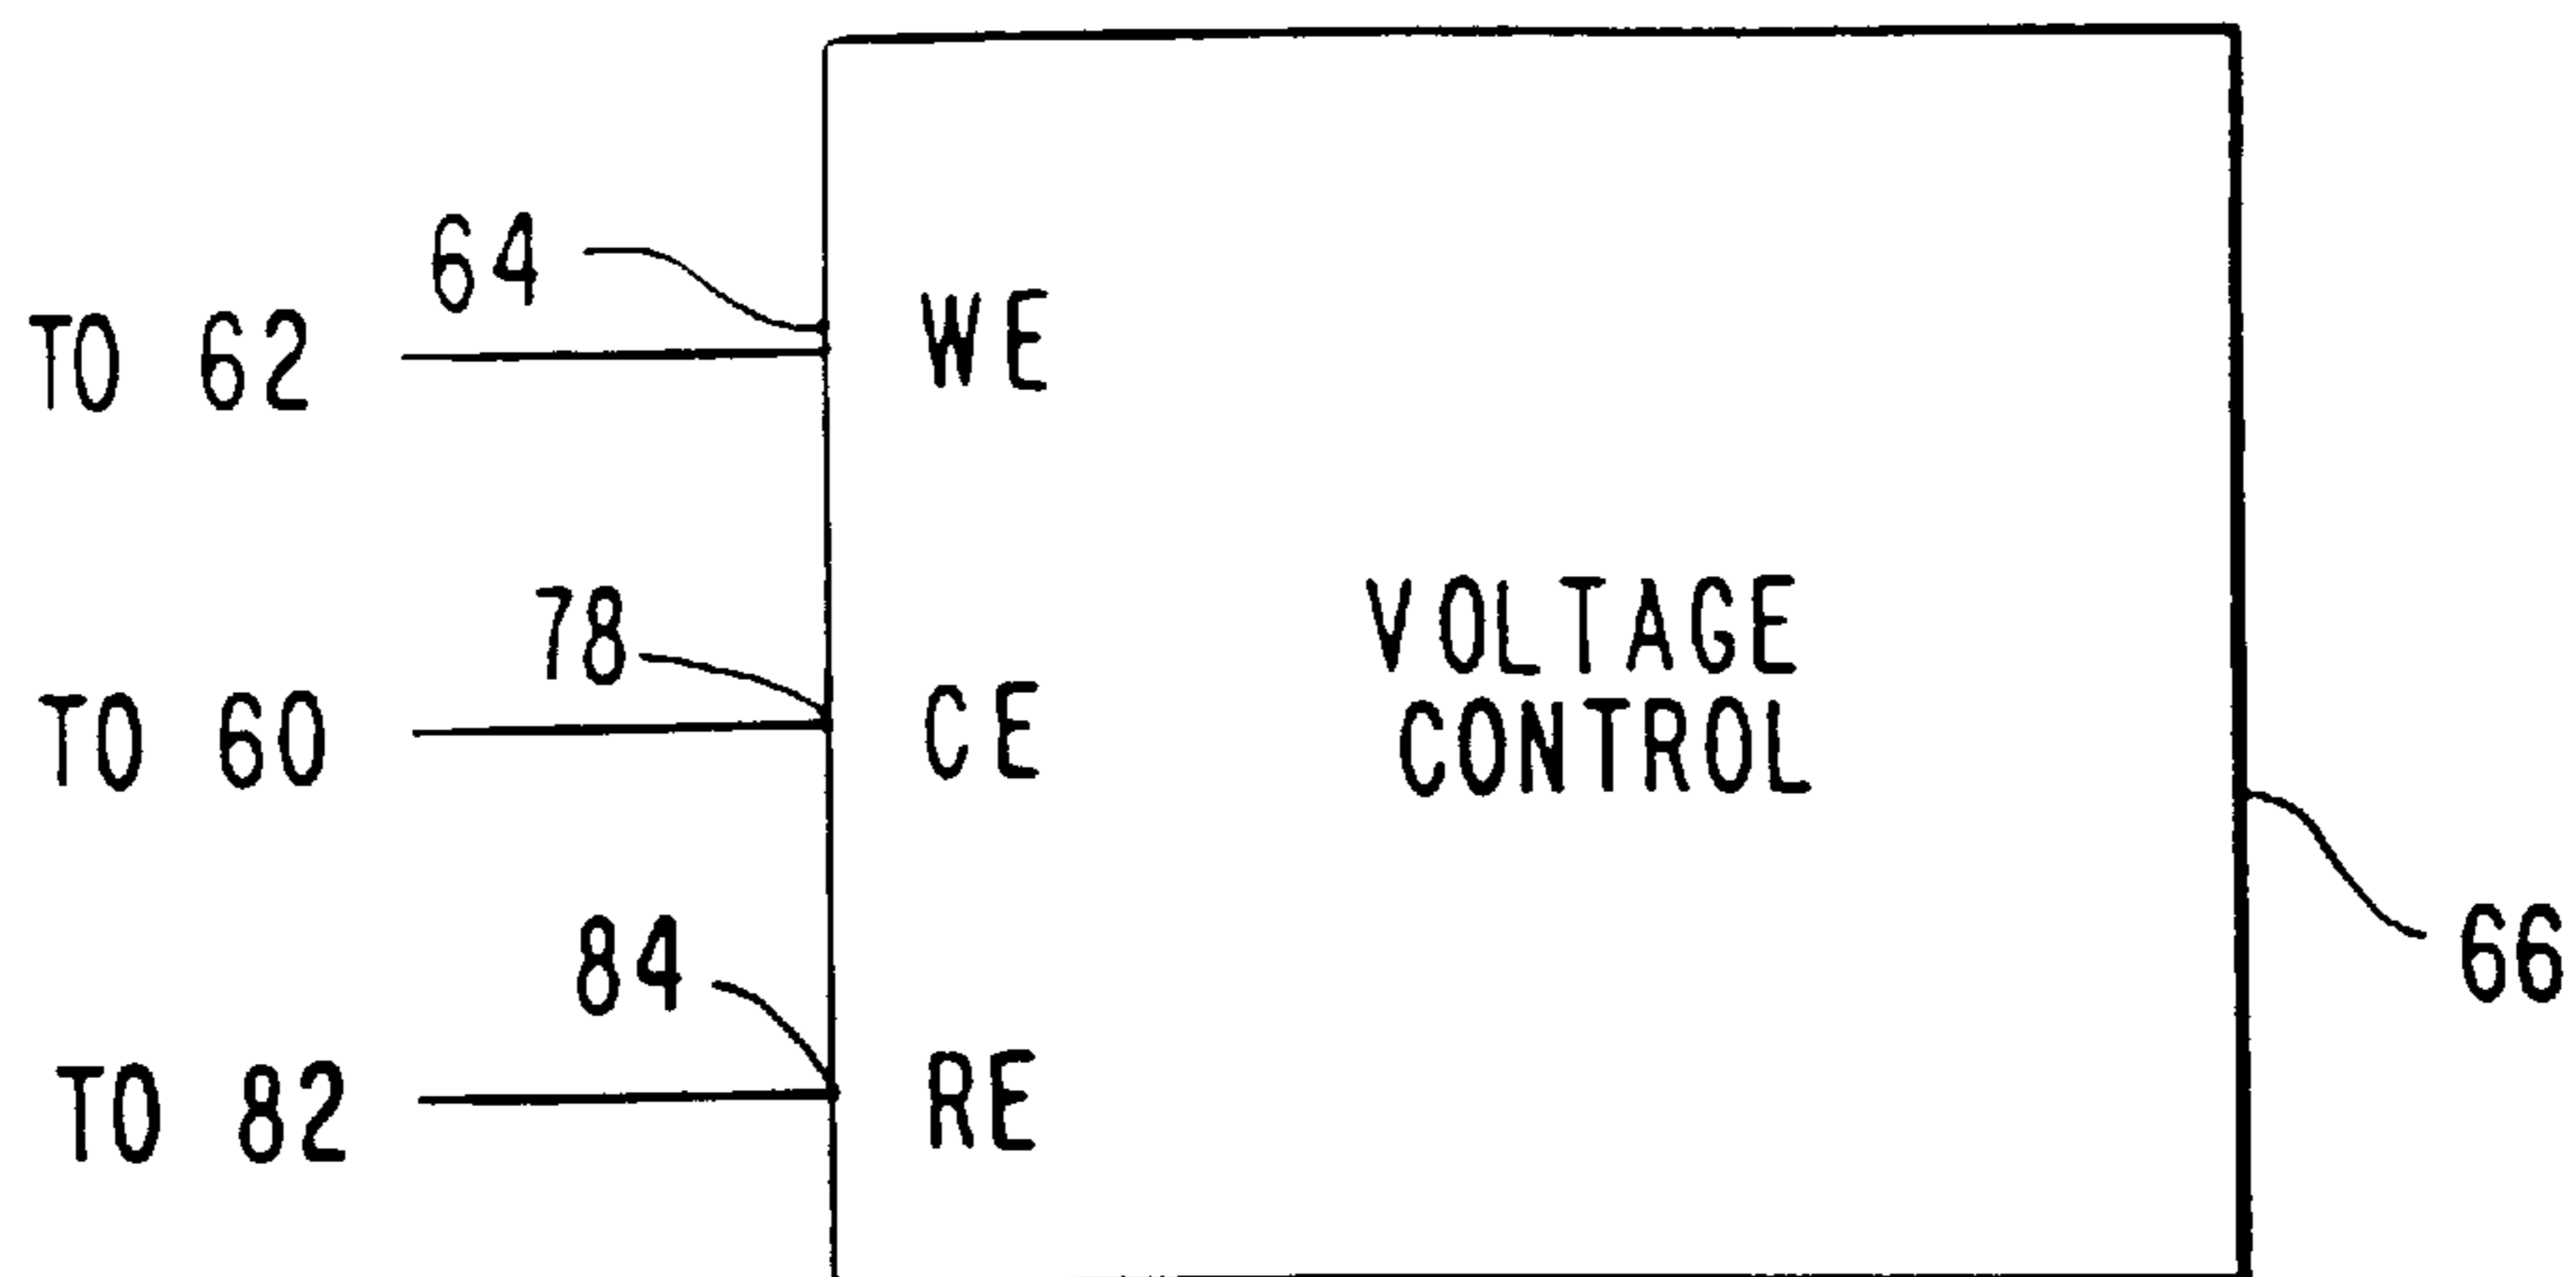 64
TO 62
WE
78
TO 60
CE
VOLTAGE
CONTROL
84
66
TO 82
RE